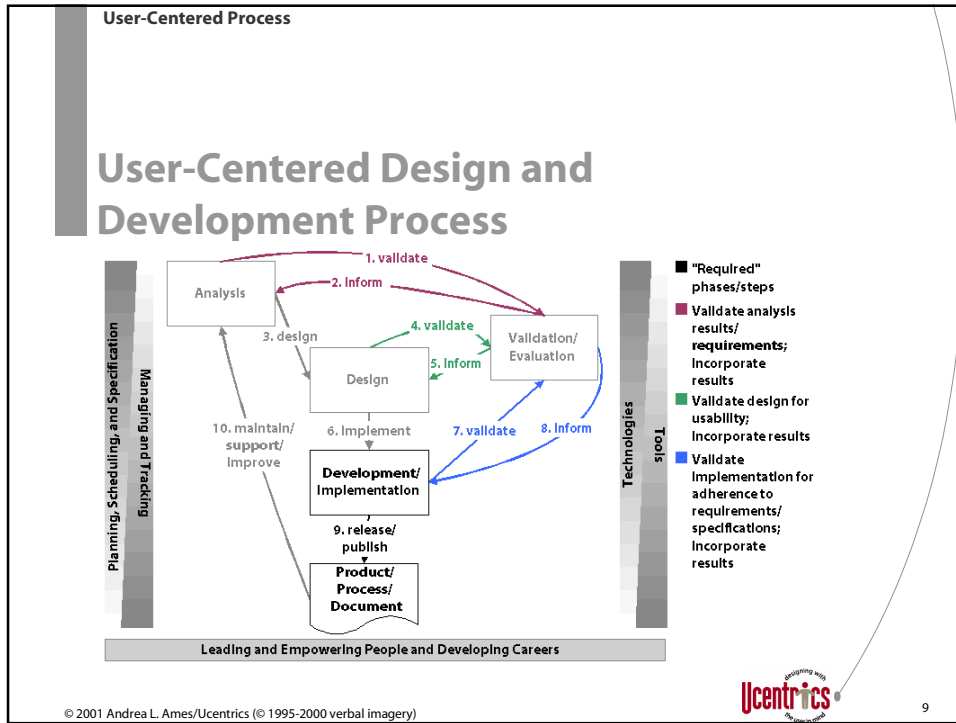 User-Centered Process
User-Centered Design and
Development Process
1. validate
2. inform
Analysis
3. design
4. validate
5. inform
Validation/
Evaluation
Design
10. maintain/
support/
improve
6. implement
7. validate
8. inform
Development/
Implementation
9. release/
publish
Product/
Process/
Document
Planning, Scheduling, and Specification
Managing and Tracking
Technologies
Tools
"Required"
phases/steps
Validate analysis
results/
requirements;
Incorporate
results
Validate design for
usability;
Incorporate results
Validate
Implementation for
adherence to
requirements/
specifications;
Incorporate
results
Leading and Empowering People and Developing Careers
© 2001 Andrea L. Ames/Ucentrics (© 1995-2000 verbal imagery)
designing with
Ucentrics
the user in mind
9